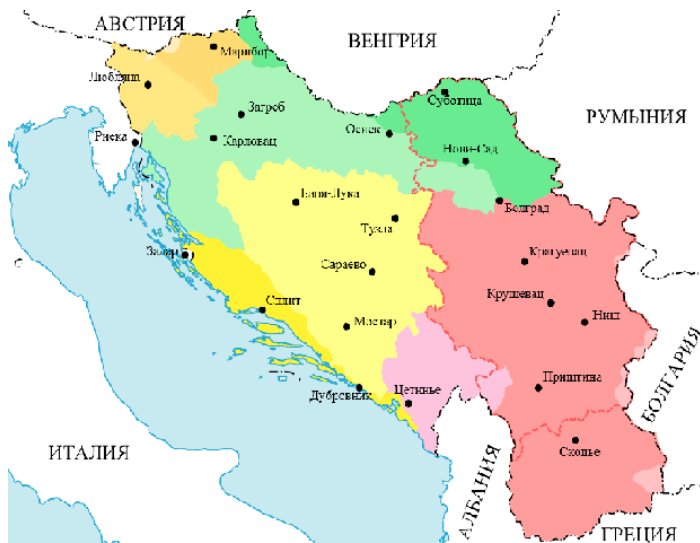 АВСТРИЯ
ВЕНГРИЯ
Марибор
Любляна
Суботица
Загреб
РУМЫНИЯ
Риека
Карловац
Осиек
Нови-Сад
Баня-Лука
Болград
Тузла
Задар
Сараево
Крагуевац
Сплит
Крушевац
Мостар
Ниш
БОЛГАРИЯ
Дубровник
Цетинье
Приштина
ИТАЛИЯ
АЛБАНИЯ
Скопье
ГРЕЦИЯ